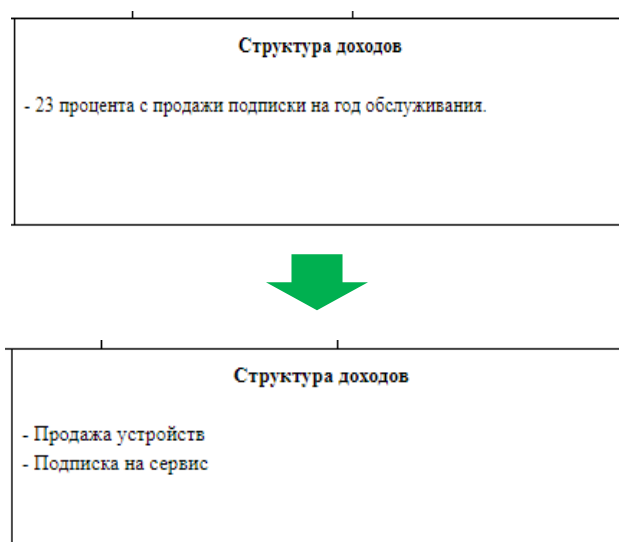 Структура доходов
- 23 процента с продажи подписки на год обслуживания.
Структура доходов
- Продажа устройств
- Подписка на сервис